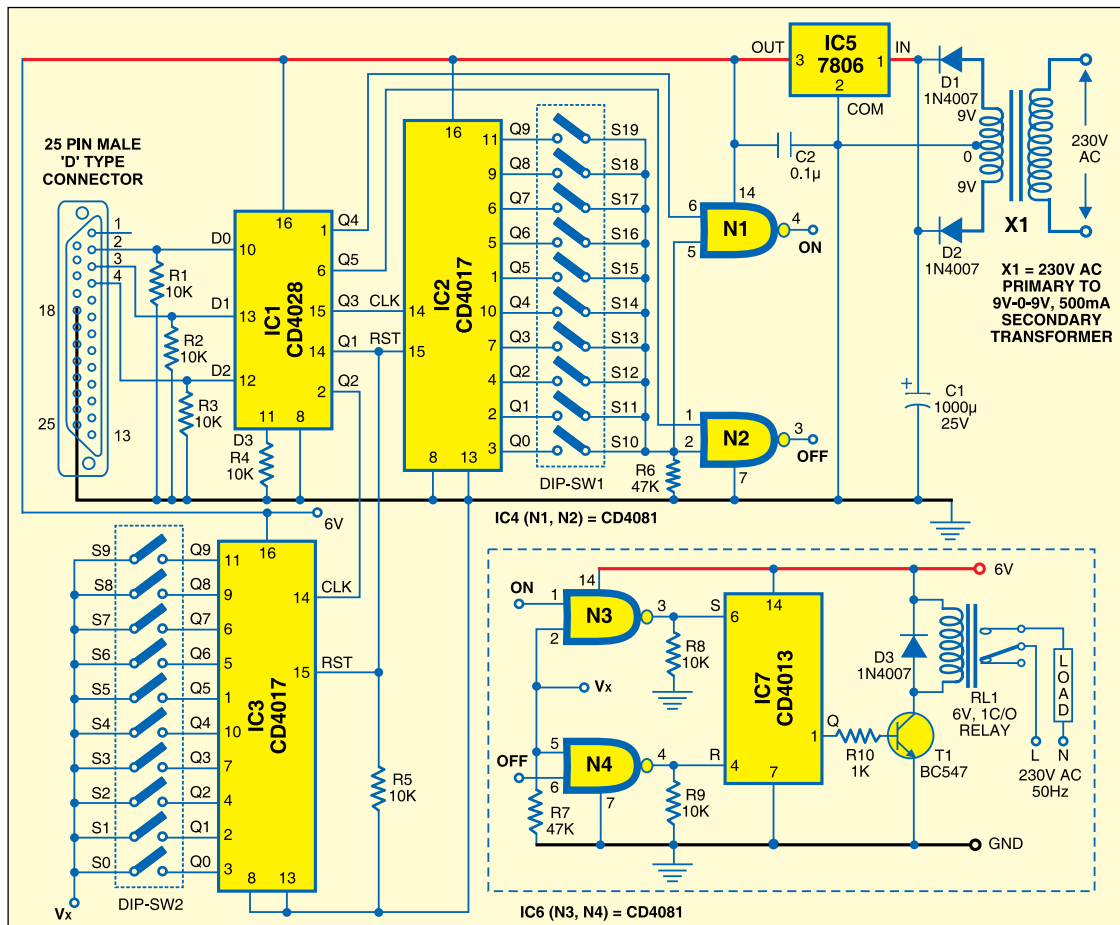 OUT
IC5
7806
IN
3
1
2
COM
D1
1N4007
9V
0
9V
D2
1N4007
230V
AC
X1
X1 = 230V AC
PRIMARY TO
9V-0-9V, 500mA
SECONDARY
TRANSFORMER
C1
1000µ
25V
+
C2
0.1µ
25 PIN MALE
'D' TYPE
CONNECTOR
1
2
3
4
18
25
13
D0
D1
D2
R1
10K
R2
10K
R3
10K
D3
R4
10K
16
10
13
12
11
8
IC1
CD4028
1
6
15
14
2
Q4
Q5
Q3
CLK
Q1
RST
Q2
16
14
15
8
13
IC2
CD4017
Q9
11
S19
Q8
9
S18
Q7
6
S17
Q6
5
S16
Q5
1
S15
Q4
10
S14
Q3
7
S13
Q2
4
S12
Q1
2
S11
Q0
3
S10
DIP-SW1
R6
47K
6
5
14
N1
4
ON
1
2
N2
3
OFF
7
IC4 (N1, N2) = CD4081
6V
S9
Q9
11
S8
Q8
9
S7
Q7
6
S6
Q6
5
S5
Q5
1
S4
Q4
10
S3
Q3
7
S2
Q2
4
S1
Q1
2
S0
Q0
3
Vx
DIP-SW2
16
14
CLK
15
RST
8
13
IC3
CD4017
R5
10K
ON
1
2
14
N3
3
S
6
R8
10K
Vx
OFF
5
6
N4
4
R
4
7
R7
47K
R9
10K
14
IC7
CD4013
7
Q
1
R10
1K
T1
BC547
D3
1N4007
RL1
6V, 1C/O
RELAY
LOAD
L
N
230V AC
50Hz
6V
GND
IC6 (N3, N4) = CD4081